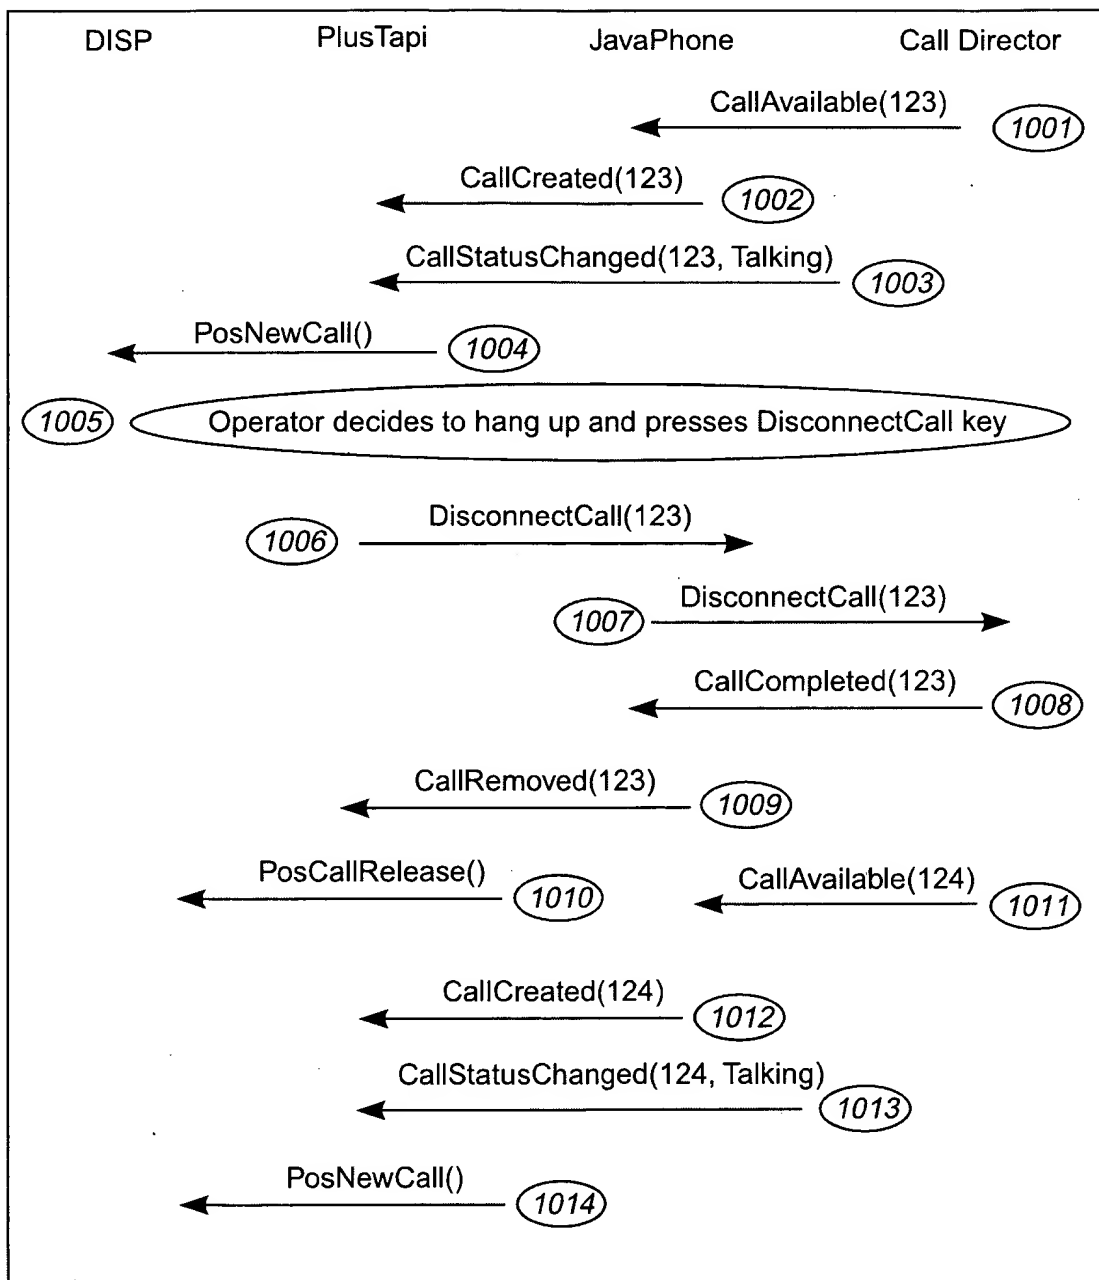 DISP PlusTapi JavaPhone Call Director
CallAvailable(123)
1001
CallCreated(123)
1002
CallStatusChanged(123, Talking)
1003
PosNewCall()
1004
1005 Operator decides to hang up and presses DisconnectCall key
DisconnectCall(123)
1006
DisconnectCall(123)
1007
CallCompleted(123)
1008
CallRemoved(123)
1009
PosCallRelease()
1010
CallAvailable(124)
1011
CallCreated(124)
1012
CallStatusChanged(124, Talking)
1013
PosNewCall()
1014